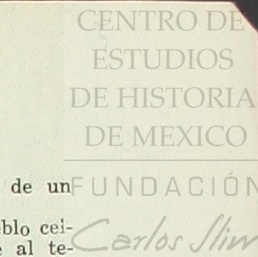 CENTRO DE
ESTUDIOS
DE HISTORIA
DE MEXICO
FUNDACIÓN
Carlos Slim
de un
blo cei-
al te-